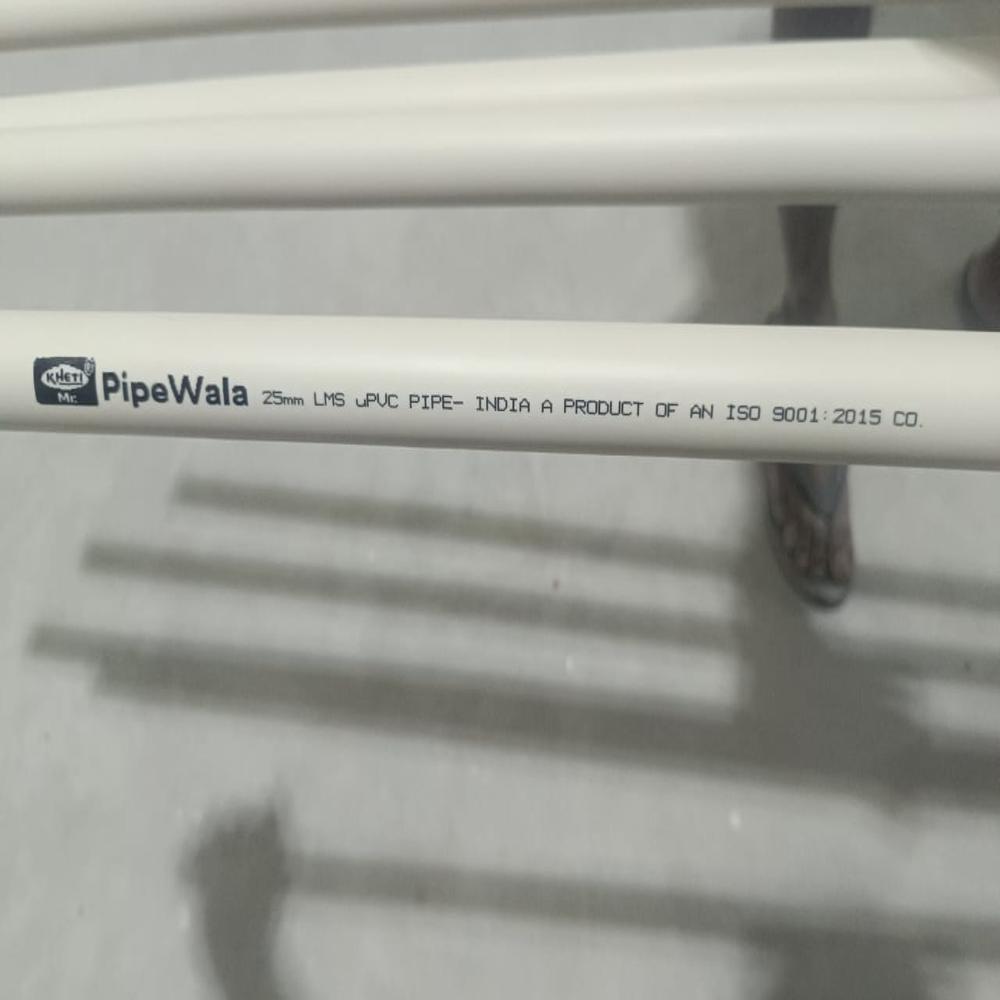 KHETI ®
Mr. PipeWala 25mm LMS uPVC PIPE- INDIA A PRODUCT OF AN ISO 9001:2015 CO.